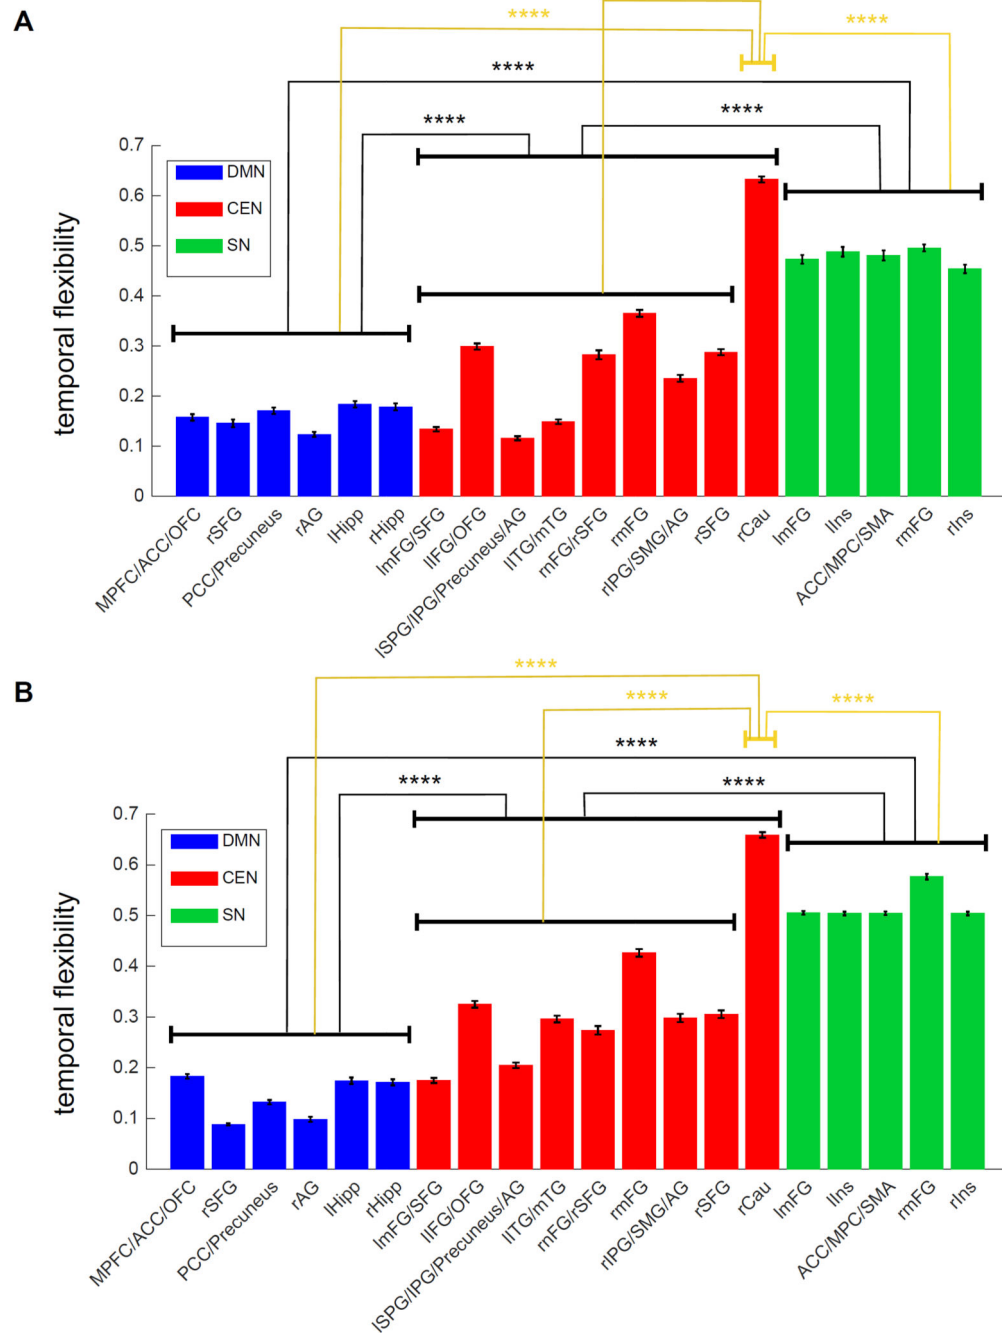 A
****
****
****
****
****
0.7
0.6
0.5
0.4
0.3
0.2
0.1
0
temporal flexibility
DMN
CEN
SN
MPFC/ACC/OFC
rSFG
PCC/Precuneus
rAG
lHipp
rHipp
lmFG/SFG
lIFG/OFG
lSPG/IPG/Precuneus/AG
lITG/mTG
rmFG/rSFG
rmFG
rIPG/SMG/AG
rSFG
rCau
lmFG
lIns
ACC/MPC/SMA
rmFG
rIns
B
****
****
****
****
****
****
0.7
0.6
0.5
0.4
0.3
0.2
0.1
0
temporal flexibility
DMN
CEN
SN
MPFC/ACC/OFC
rSFG
PCC/Precuneus
rAG
lHipp
rHipp
lmFG/SFG
lIFG/OFG
lSPG/IPG/Precuneus/AG
lITG/mTG
rmFG/rSFG
rmFG
rIPG/SMG/AG
rSFG
rCau
lmFG
lIns
ACC/MPC/SMA
rmFG
rIns